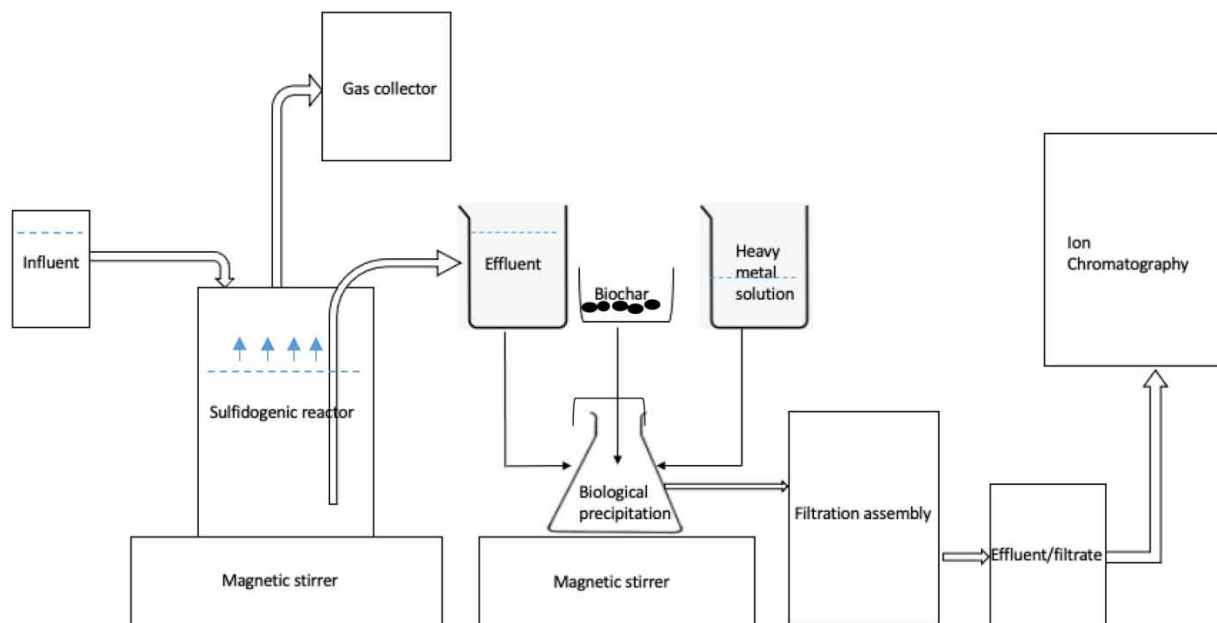 Gas collector
Influent
Effluent
Biochar
Heavy
metal
solution
Ion
Chromatography
Sulfidogenic reactor
Biological
precipitation
Filtration assembly
Effluent/filtrate
Magnetic stirrer
Magnetic stirrer